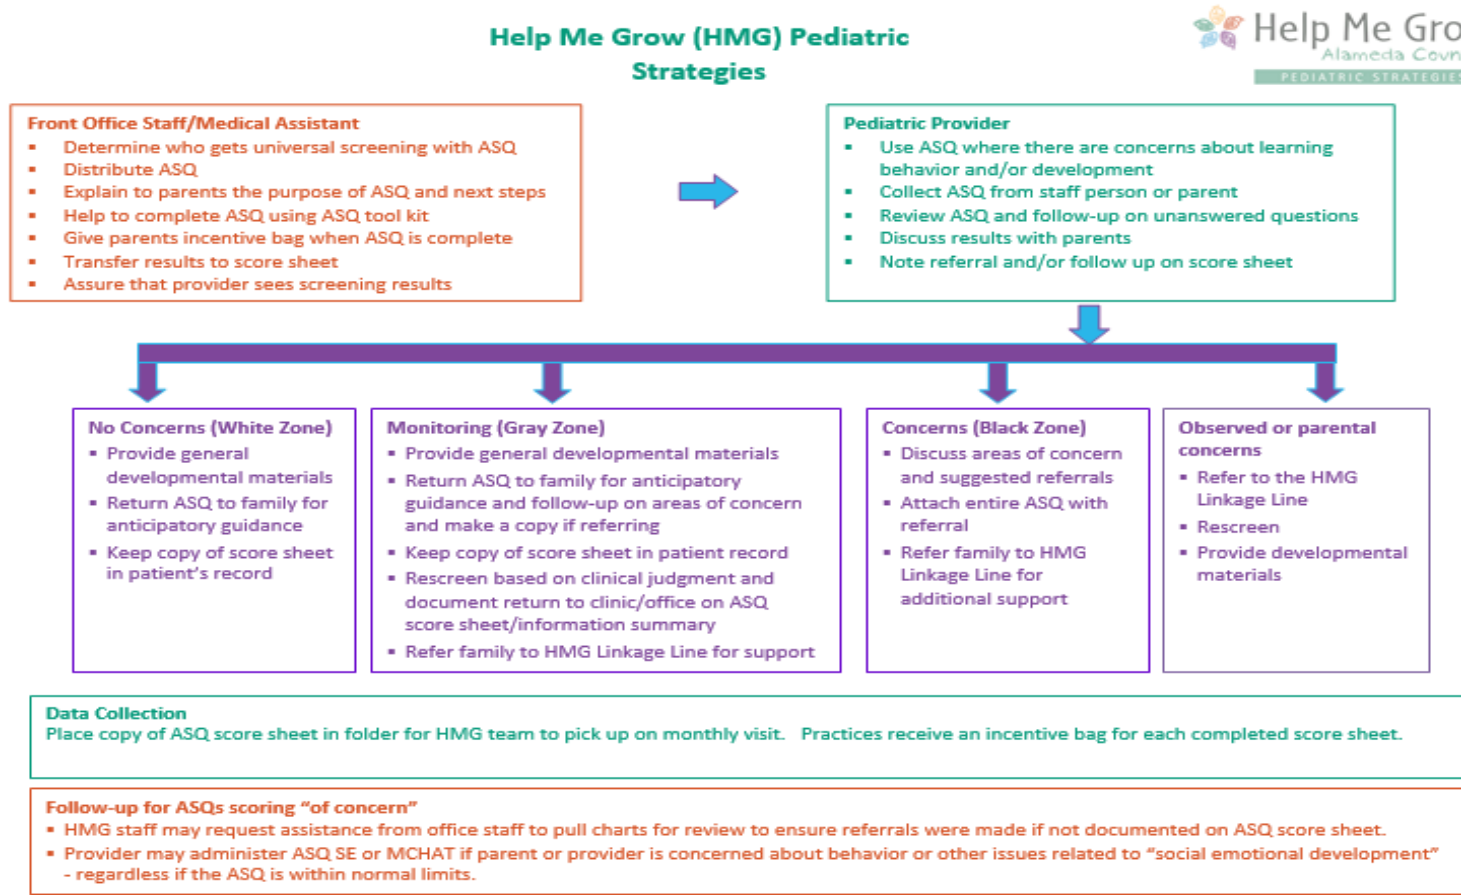 Help Me Grow (HMG) Pediatric
Strategies
Help Me Gro
Alameda Coun
PEDIATRIC STRATEGIES
Front Office Staff/Medical Assistant
▪ Determine who gets universal screening with ASQ
▪ Distribute ASQ
▪ Explain to parents the purpose of ASQ and next steps
▪ Help to complete ASQ using ASQ tool kit
▪ Give parents incentive bag when ASQ is complete
▪ Transfer results to score sheet
▪ Assure that provider sees screening results
Pediatric Provider
▪ Use ASQ where there are concerns about learning
behavior and/or development
▪ Collect ASQ from staff person or parent
▪ Review ASQ and follow-up on unanswered questions
▪ Discuss results with parents
▪ Note referral and/or follow up on score sheet
No Concerns (White Zone)
▪ Provide general
developmental materials
▪ Return ASQ to family for
anticipatory guidance
▪ Keep copy of score sheet
in patient's record
Monitoring (Gray Zone)
▪ Provide general developmental materials
▪ Return ASQ to family for anticipatory
guidance and follow-up on areas of concern
and make a copy if referring
▪ Keep copy of score sheet in patient record
▪ Rescreen based on clinical judgment and
document return to clinic/office on ASQ
score sheet/information summary
▪ Refer family to HMG Linkage Line for support
Concerns (Black Zone)
▪ Discuss areas of concern
and suggested referrals
▪ Attach entire ASQ with
referral
▪ Refer family to HMG
Linkage Line for
additional support
Observed or parental
concerns
▪ Refer to the HMG
Linkage Line
▪ Rescreen
▪ Provide developmental
materials
Data Collection
Place copy of ASQ score sheet in folder for HMG team to pick up on monthly visit. Practices receive an incentive bag for each completed score sheet.
Follow-up for ASQs scoring "of concern"
▪ HMG staff may request assistance from office staff to pull charts for review to ensure referrals were made if not documented on ASQ score sheet.
▪ Provider may administer ASQ SE or MCHAT if parent or provider is concerned about behavior or other issues related to "social emotional development"
- regardless if the ASQ is within normal limits.